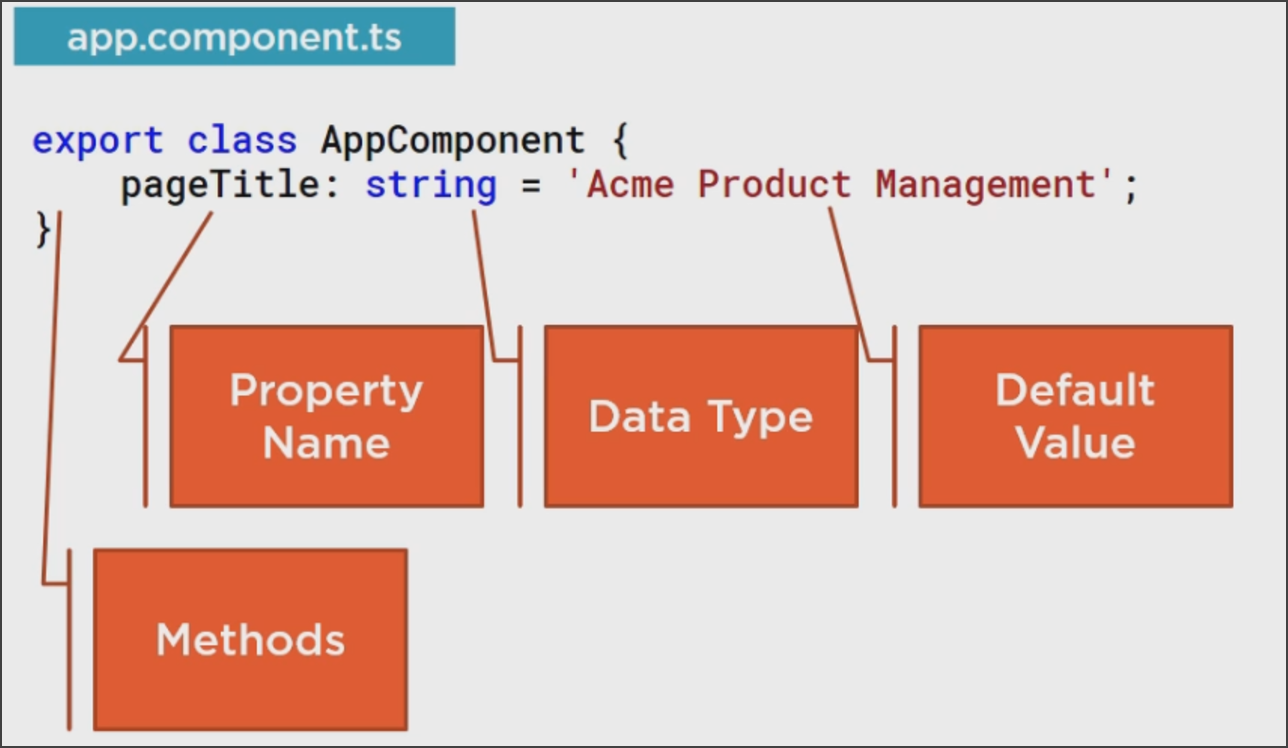 app.component.ts
export class AppComponent {
    pageTitle: string = 'Acme Product Management';
}
Property
Name
Data Type
Default
Value
Methods